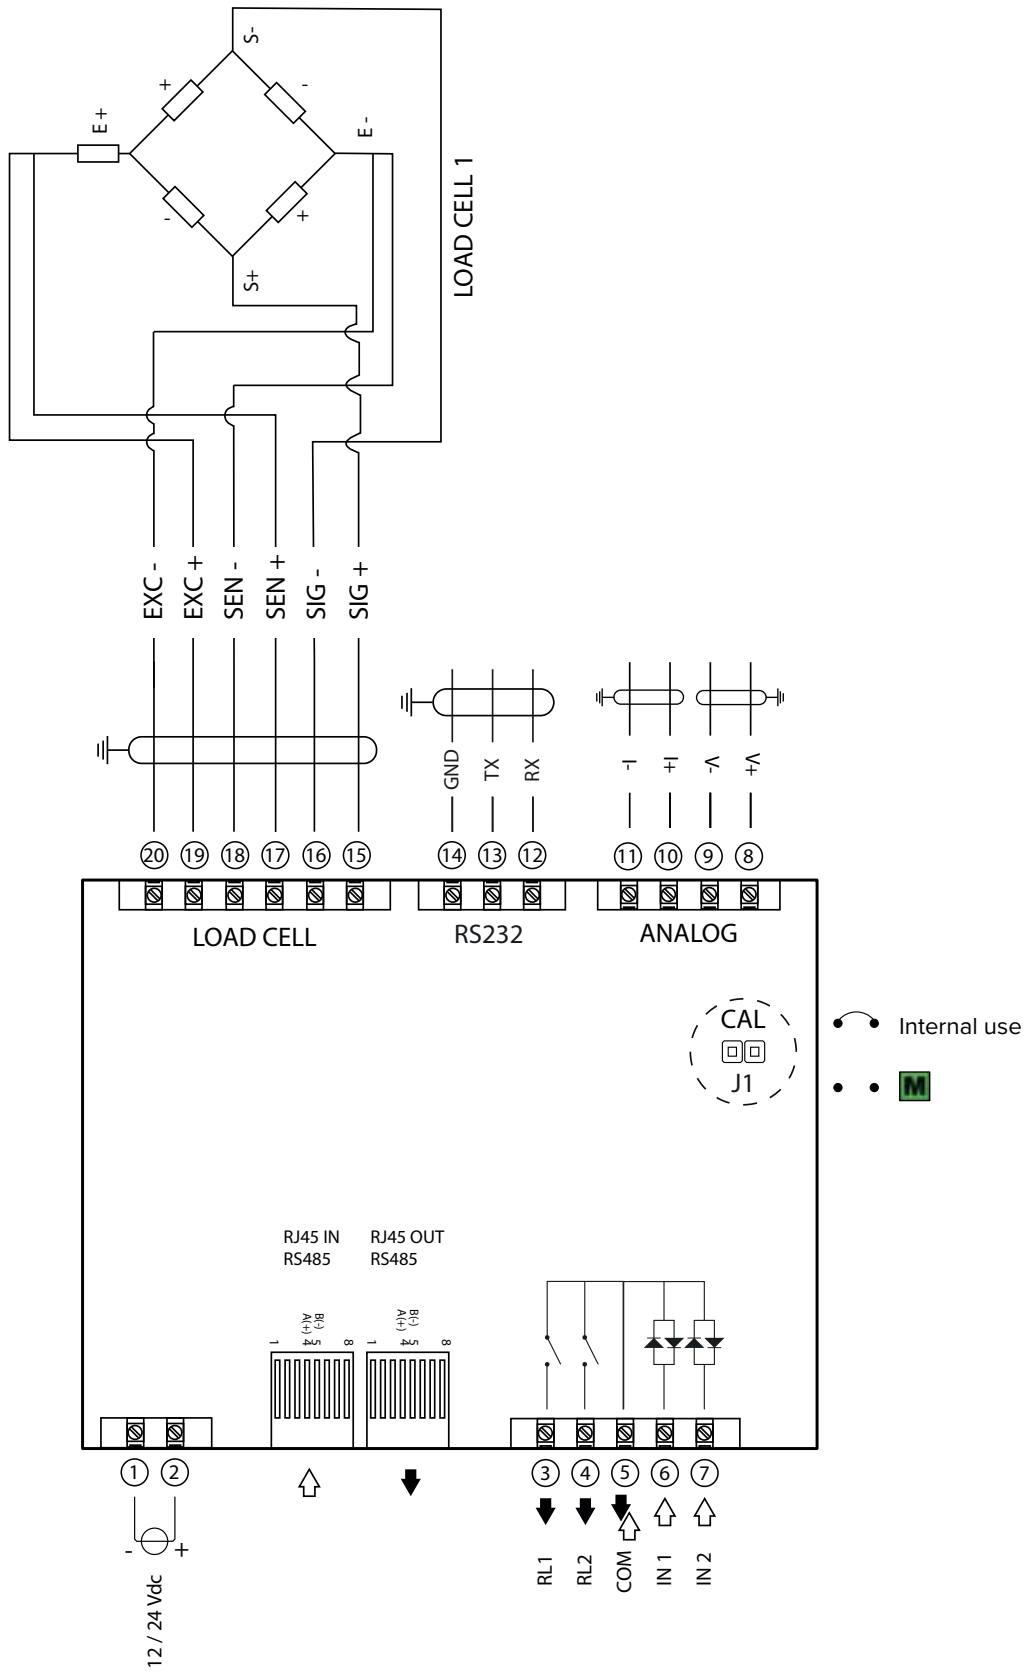 S-
+
-
E +
E -
-
+
S+
LOAD CELL 1
EXC -
EXC +
SEN -
SEN +
SIG -
SIG +
GND
TX
RX
I-
I+
V-
V+
20 19 18 17 16 15 14 13 12 11 10 9 8
LOAD CELL
RS232
ANALOG
CAL
J1
Internal use
M
RJ45 IN
RS485
RJ45 OUT
RS485
A(+)
B(-)
A(+)
B(-)
1 4 5 8
1 4 5 8
1 2
3 4 5 6 7
- +
12 / 24 Vdc
RL1
RL2
COM
IN 1
IN 2